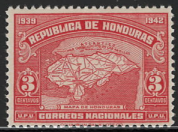 1939 1942
REPUBLICA DE HONDURAS
3 3
CENTAVOS CENTAVOS
MAPA DE HONDURAS
U.P.U. CORREOS NACIONALES U.P.U.